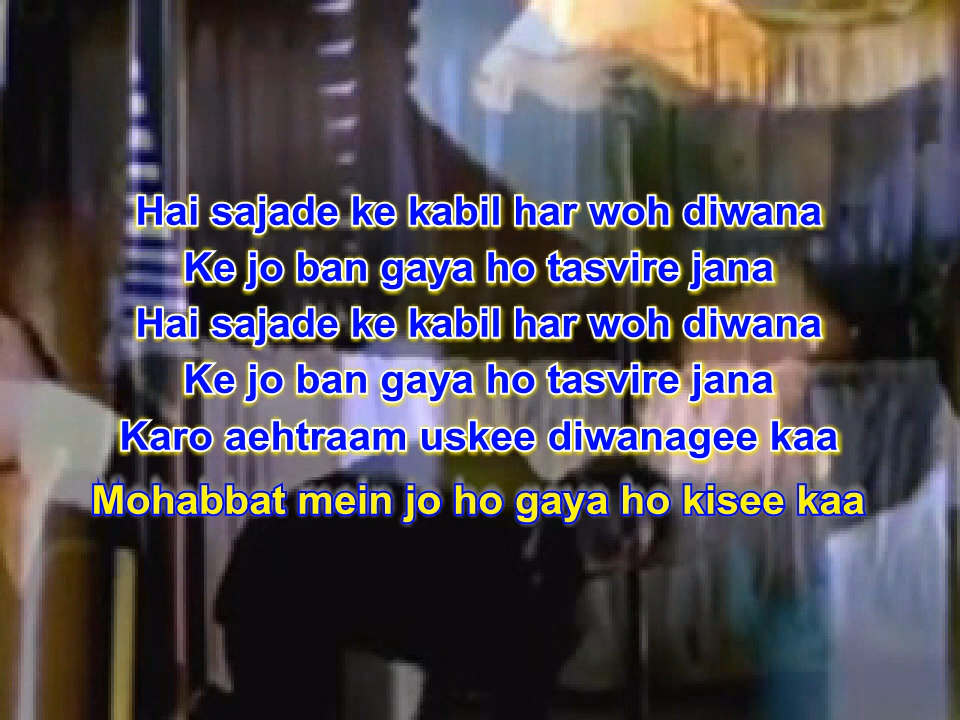 Hai sajade ke kabil har woh diwana
Ke jo ban gaya ho tasvire jana
Hai sajade ke kabil har woh diwana
Ke jo ban gaya ho tasvire jana
Karo aehtraam uskee diwanagee kaa
Mohabbat mein jo ho gaya ho kisee kaa